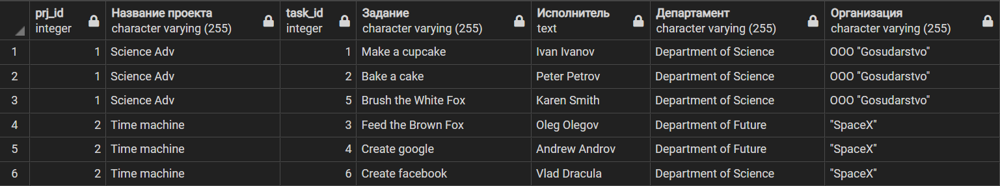 prj_id Название проекта task_id Задание Исполнитель Департамент Организация
integer character varying (255) integer character varying (255) text character varying (255) character varying (255)
1 1 Science Adv 1 Make a cupcake Ivan Ivanov Department of Science ООО "Gosudarstvo"
2 1 Science Adv 2 Bake a cake Peter Petrov Department of Science ООО "Gosudarstvo"
3 1 Science Adv 5 Brush the White Fox Karen Smith Department of Science ООО "Gosudarstvo"
4 2 Time machine 3 Feed the Brown Fox Oleg Olegov Department of Future "SpaceX"
5 2 Time machine 4 Create google Andrew Androv Department of Future "SpaceX"
6 2 Time machine 6 Create facebook Vlad Dracula Department of Science "SpaceX"